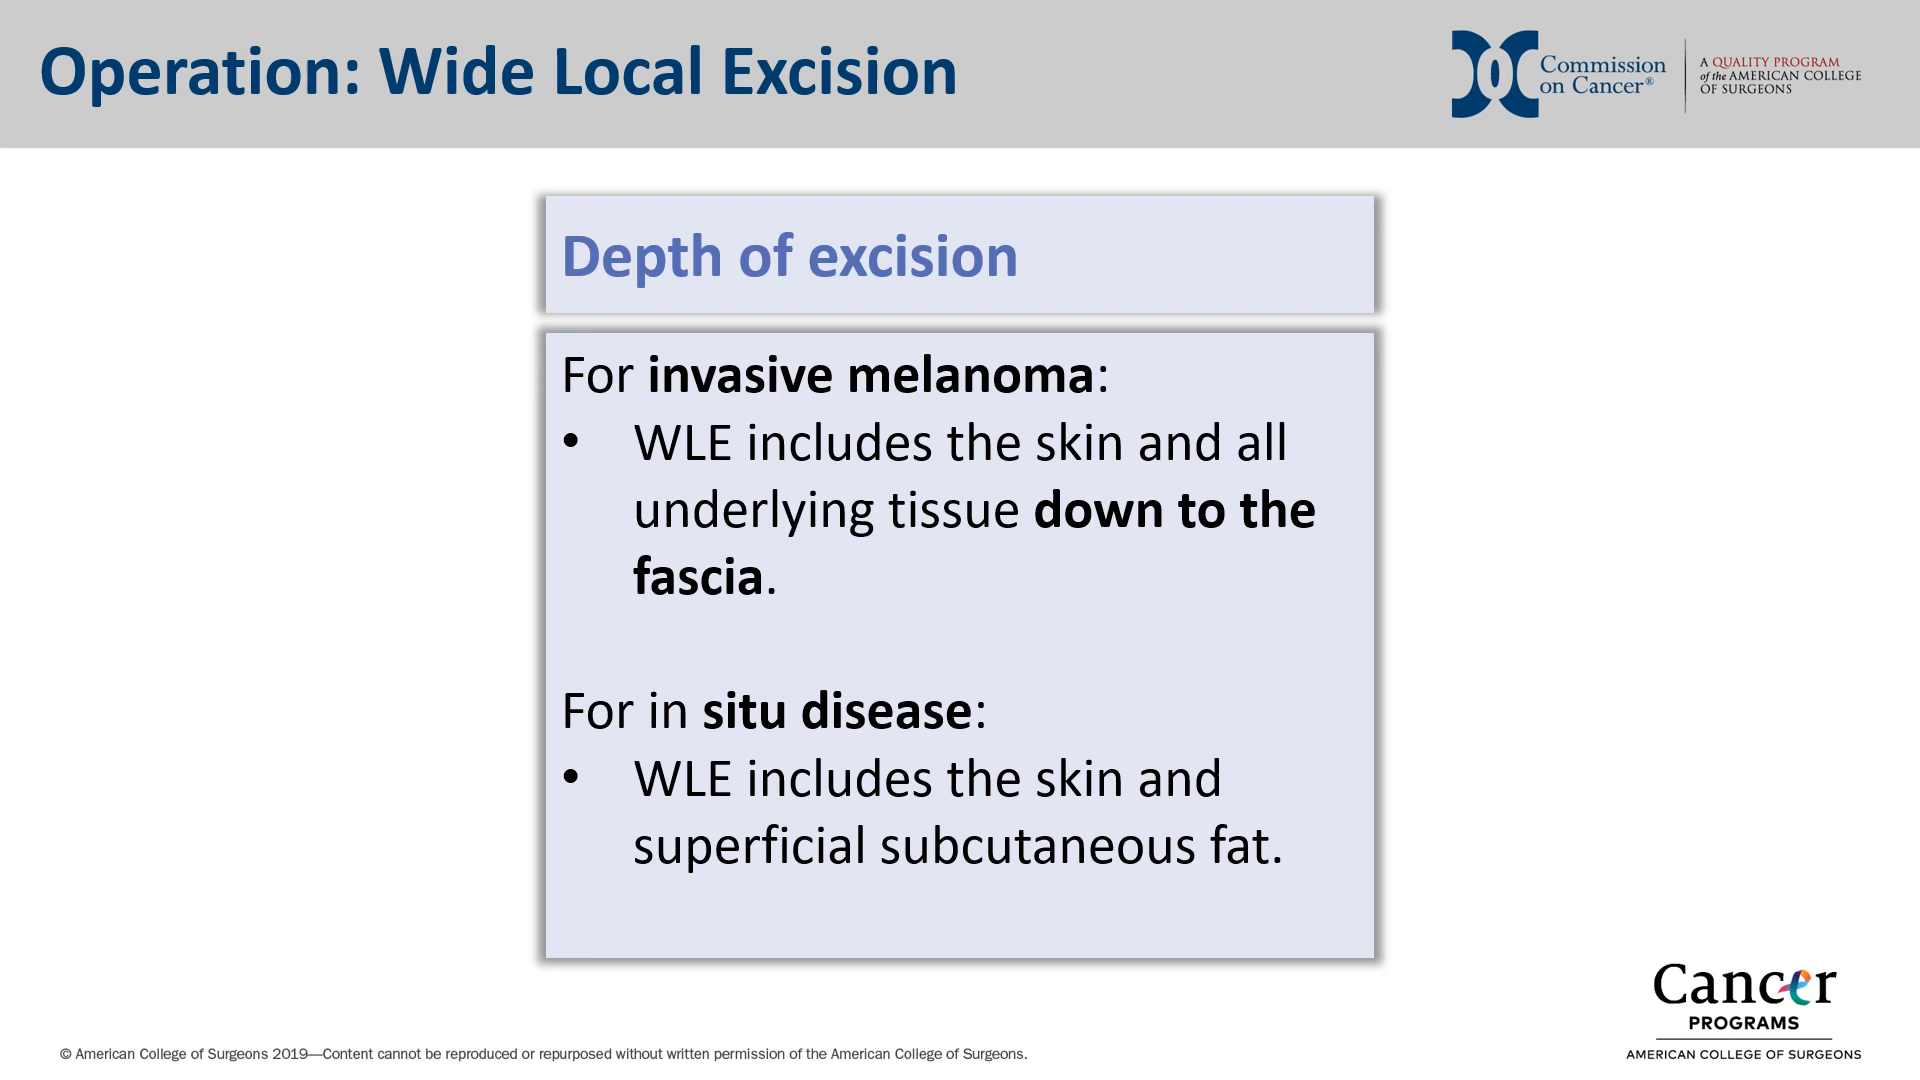 Operation: Wide Local Excision
Commission
on Cancer®
A QUALITY PROGRAM
of the AMERICAN COLLEGE
OF SURGEONS
Depth of excision
For invasive melanoma:
• WLE includes the skin and all
underlying tissue down to the
fascia.
For in situ disease:
• WLE includes the skin and
superficial subcutaneous fat.
Cancer
PROGRAMS
AMERICAN COLLEGE OF SURGEONS
© American College of Surgeons 2019—Content cannot be reproduced or repurposed without written permission of the American College of Surgeons.